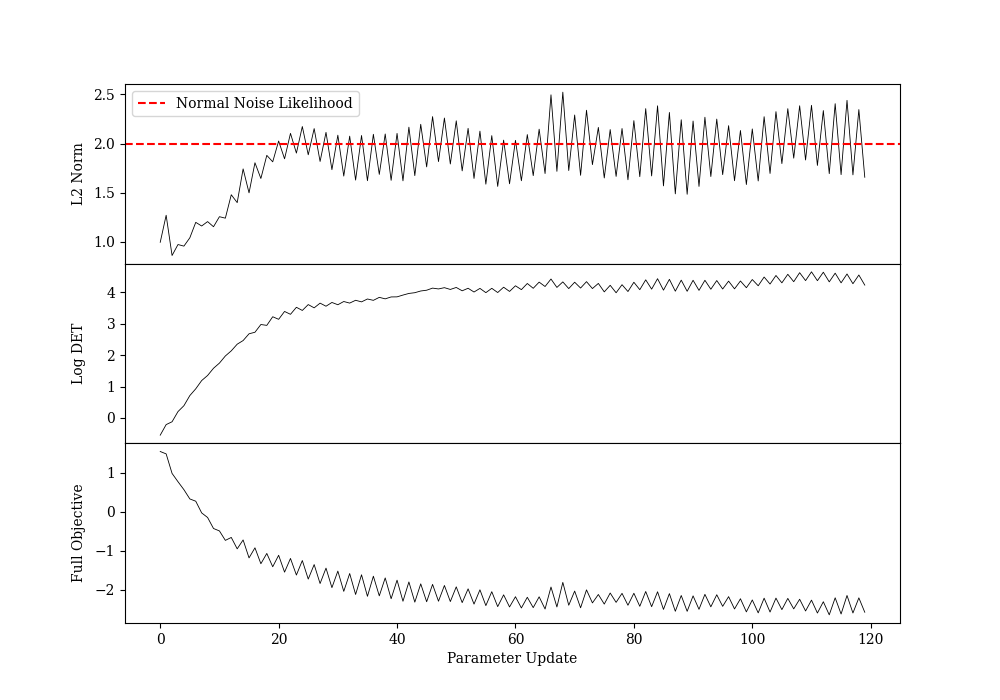 2.5
Normal Noise Likelihood
2.0
L2 Norm
1.5
1.0
4
3
Log DET
2
1
0
1
0
Full Objective
−1
−2
0 20 40 60 80 100 120
Parameter Update